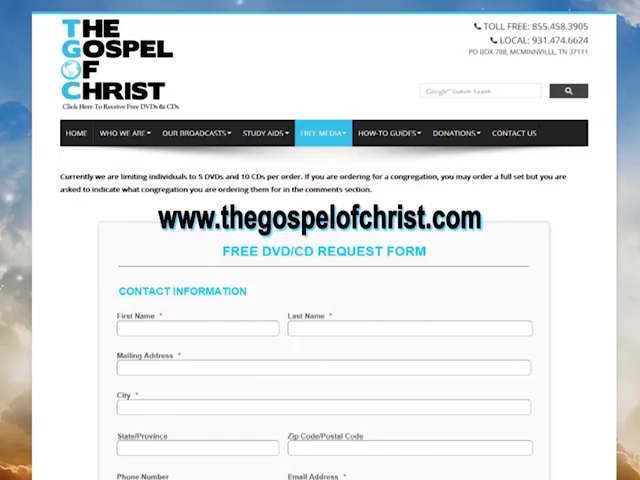 THE
GOSPEL
OF
CHRIST
Click Here To Receive Free DVDs & CDs
TOLL FREE: 855.458.3905
LOCAL: 931.474.6624
PO BOX 788, MCMINNVILLE, TN 37111
Google Custom Search
HOME WHO WE ARE OUR BROADCASTS STUDY AIDS FREE MEDIA HOW-TO GUIDES DONATIONS CONTACT US
Currently we are limiting individuals to 5 DVDs and 10 CDs per order. If you are ordering for a congregation, you may order a full set but you are
asked to indicate what congregation you are ordering them for in the comments section.
www.thegospelofchrist.com
FREE DVD/CD REQUEST FORM
CONTACT INFORMATION
First Name * Last Name *
Mailing Address *
City *
State/Province Zip Code/Postal Code
Phone Number Email Address *